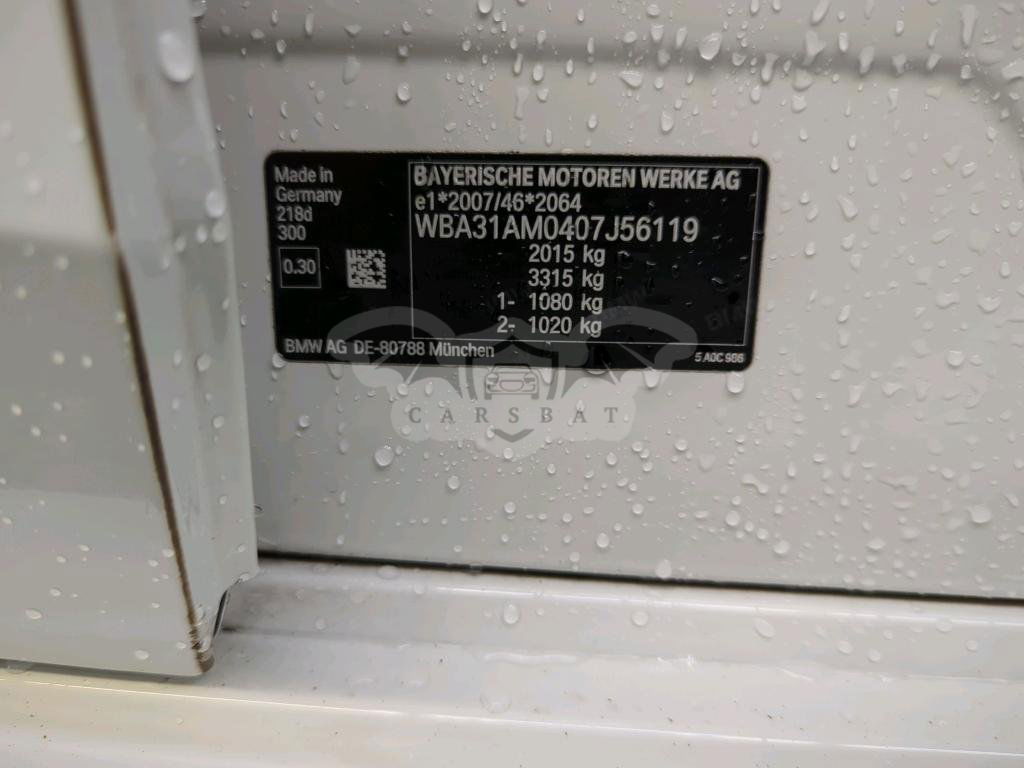 Made in
Germany
218d
300
0.30
BAYERISCHE MOTOREN WERKE AG
e1*2007/46*2064
WBA31AM0407J56119
2015 kg
3315 kg
1- 1080 kg
2- 1020 kg
BMW AG DE-80788 München
5 A0C 986
CARSBAT